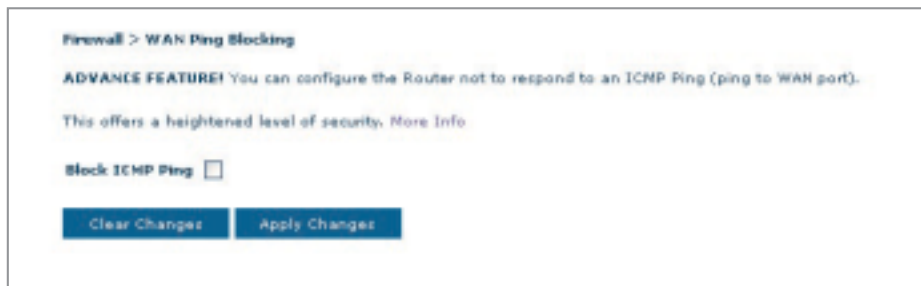 Firewall > WAN Ping Blocking
ADVANCE FEATURE! You can configure the Router not to respond to an ICMP Ping (ping to WAN port).
This offers a heightened level of security. More Info
Block ICMP Ping
Clear Changes Apply Changes